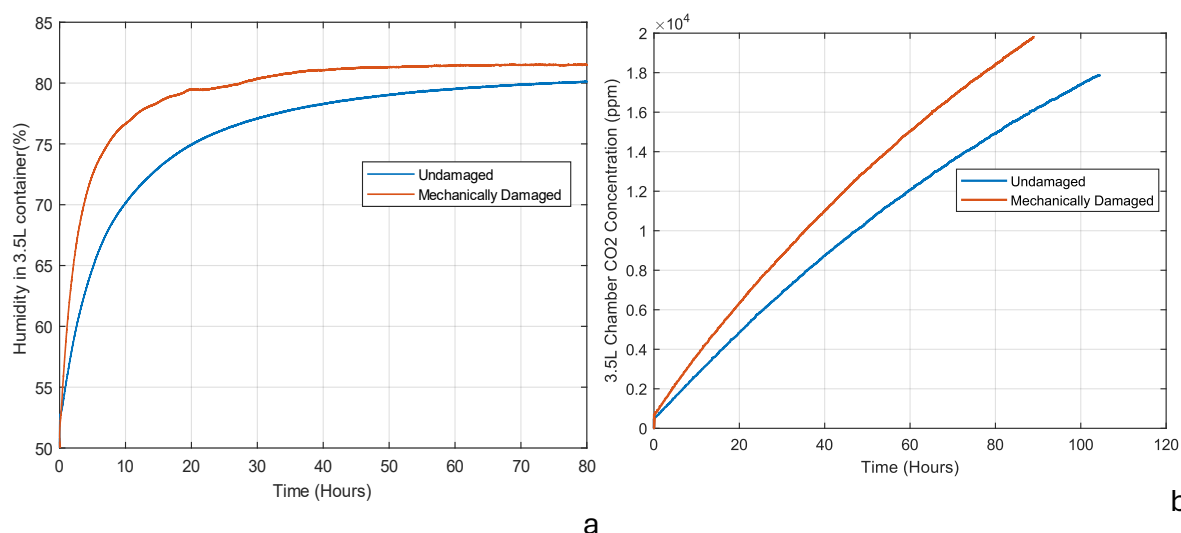 85
80
75
70
65
60
55
50
Humidity in 3.5L container(%)
Undamaged
Mechanically Damaged
0 10 20 30 40 50 60 70 80
Time (Hours)
a
×10⁴
2
1.8
1.6
1.4
1.2
1
0.8
0.6
0.4
0.2
0
3.5L Chamber CO2 Concentration (ppm)
Undamaged
Mechanically Damaged
0 20 40 60 80 100 120
Time (Hours)
b